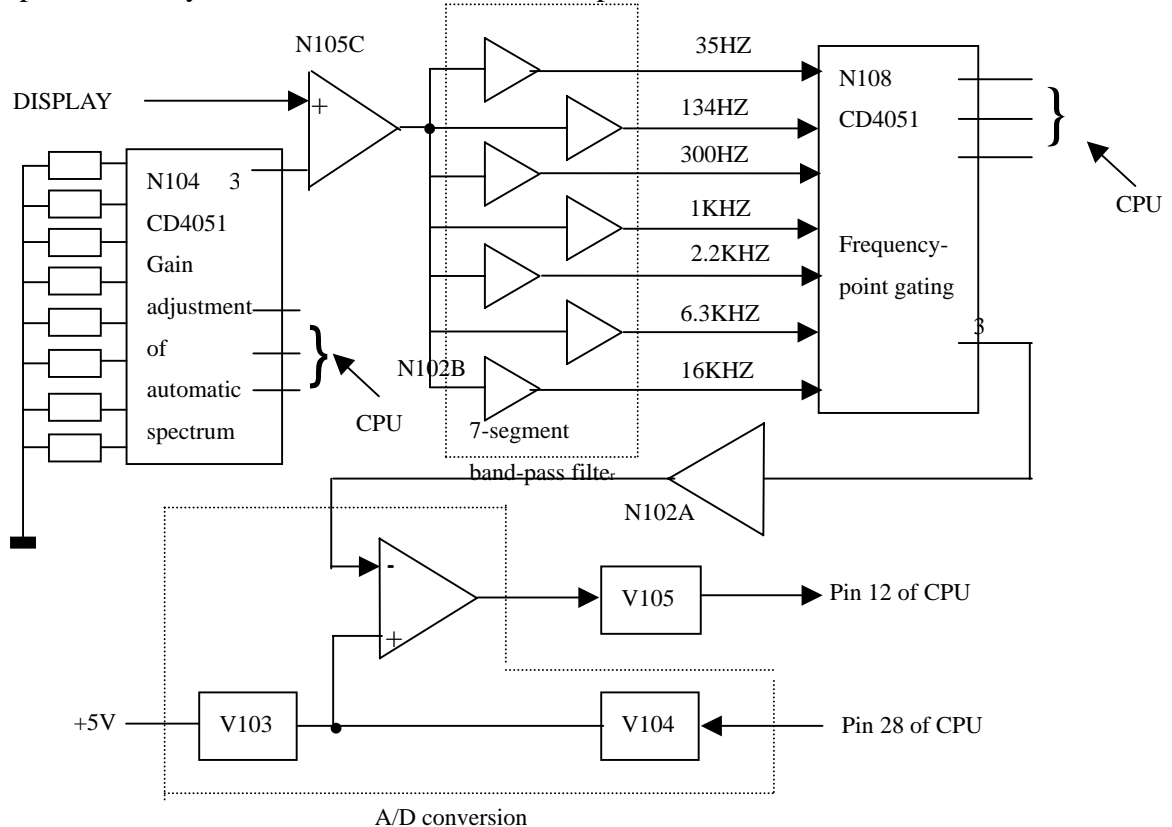 N105C
DISPLAY
+
N104 3
CD4051
Gain
adjustment
of
automatic
spectrum
}
CPU
N102B
35HZ
134HZ
300HZ
1KHZ
2.2KHZ
6.3KHZ
16KHZ
7-segment
band-pass filter
N108
CD4051
Frequency-
point gating
3
}
CPU
N102A
-
+
V105
Pin 12 of CPU
+5V
V103
V104
Pin 28 of CPU
A/D conversion